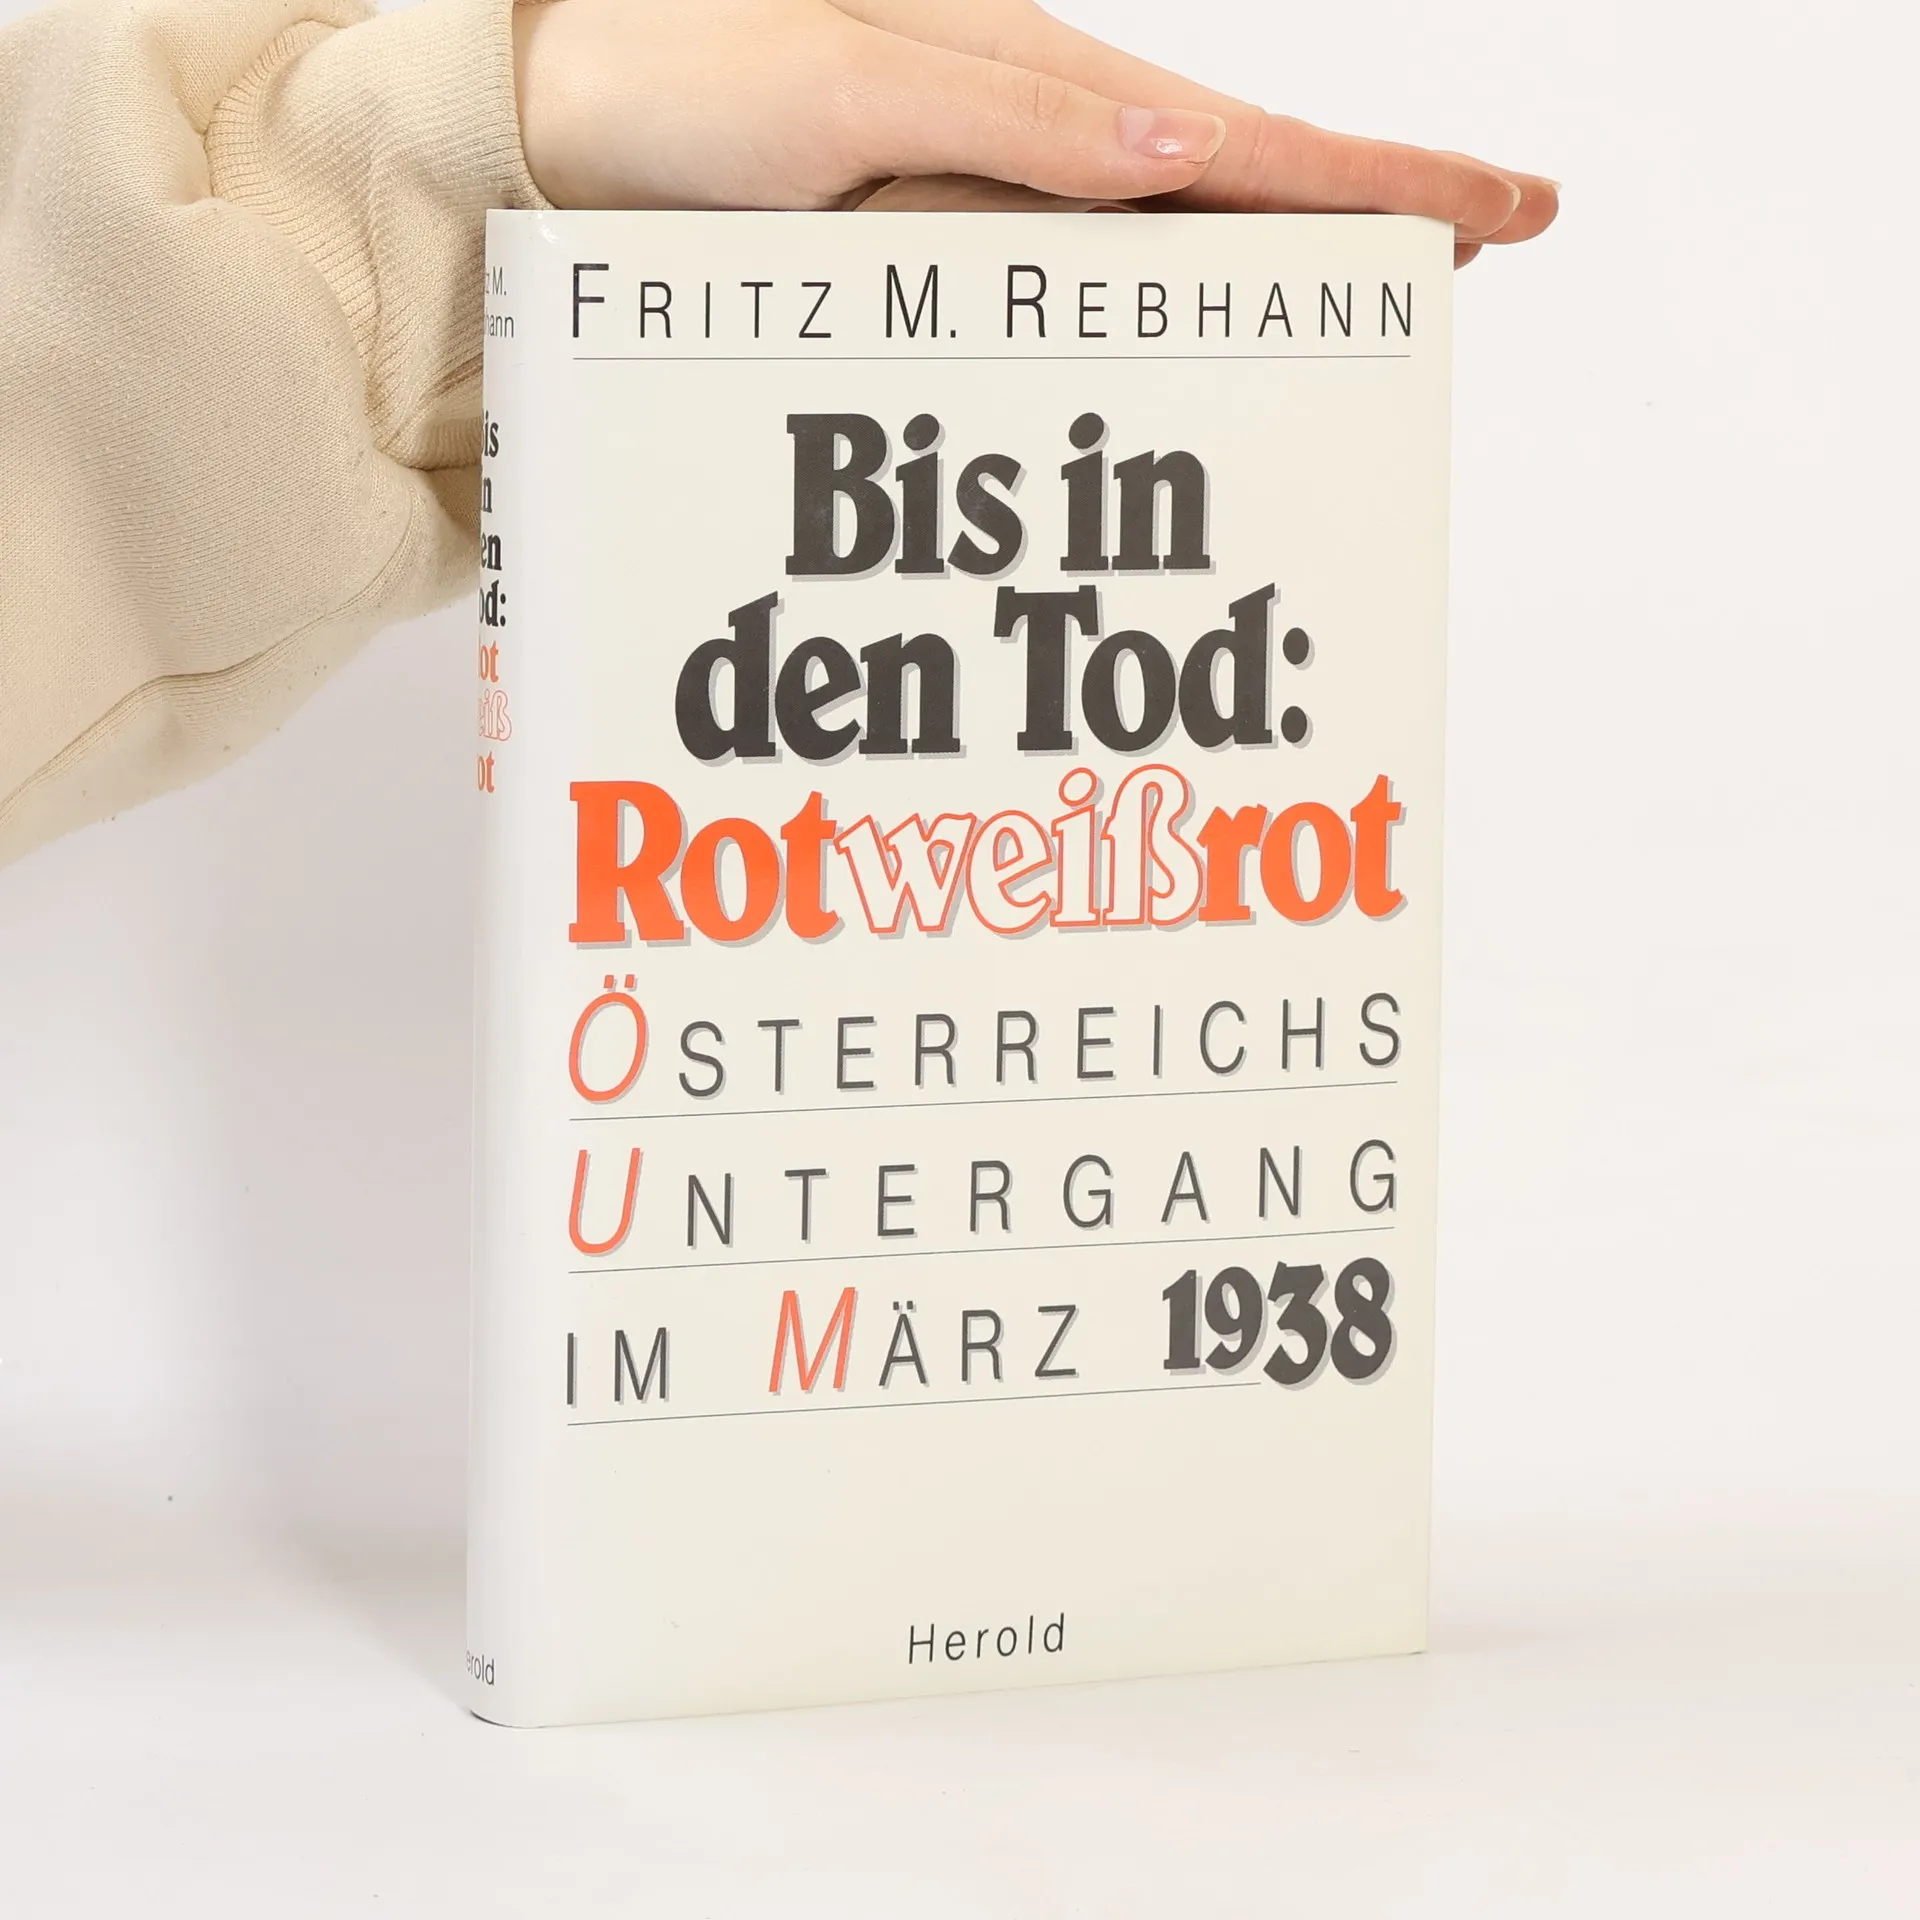 FRITZ M. REBHANN
Bis in
den Tod:
Rotweißrot
ÖSTERREICHS
UNTERGANG
IM MÄRZ 1938
Herold